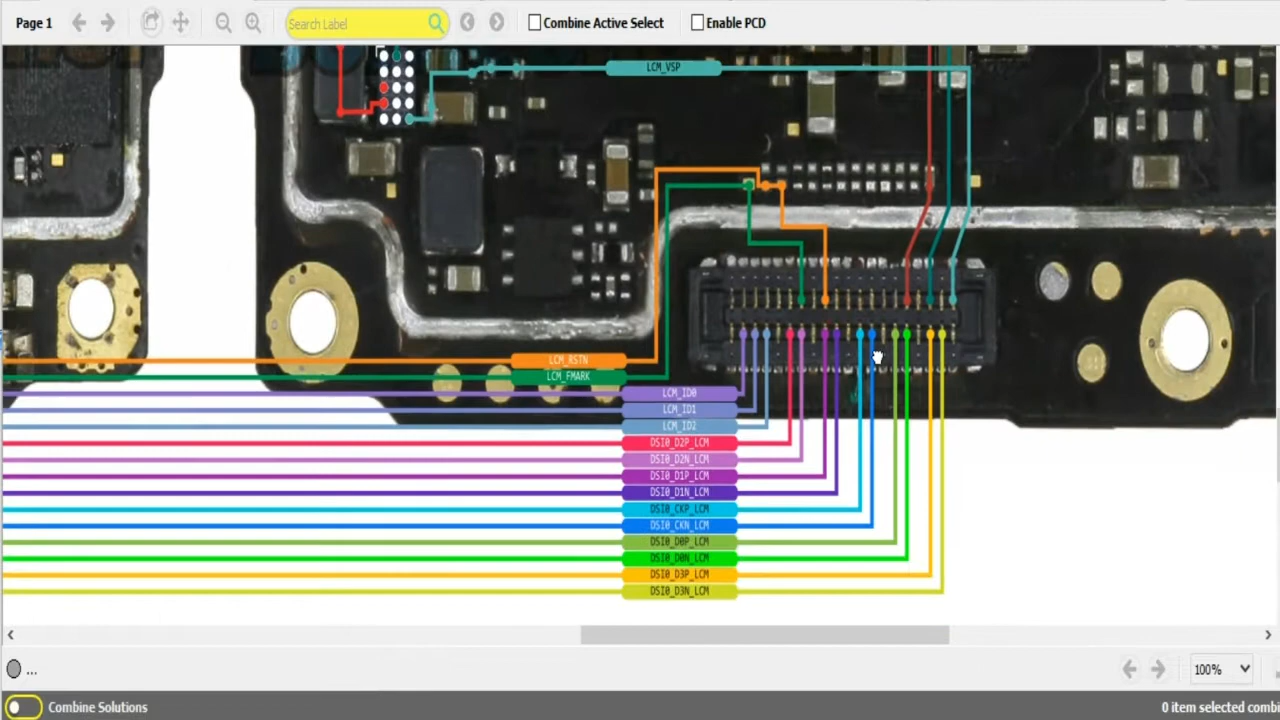 Page 1
Search Label
Combine Active Select
Enable PCD
LCM_VSP
LCM_RSTN
LCM_FMARK
LCM_ID0
LCM_ID1
LCM_ID2
DSI0_D2P_LCM
DSI0_D2N_LCM
DSI0_D1P_LCM
DSI0_D1N_LCM
DSI0_CKP_LCM
DSI0_CKN_LCM
DSI0_D0P_LCM
DSI0_D0N_LCM
DSI0_D3P_LCM
DSI0_D3N_LCM
...
100%
Combine Solutions
0 item selected combi